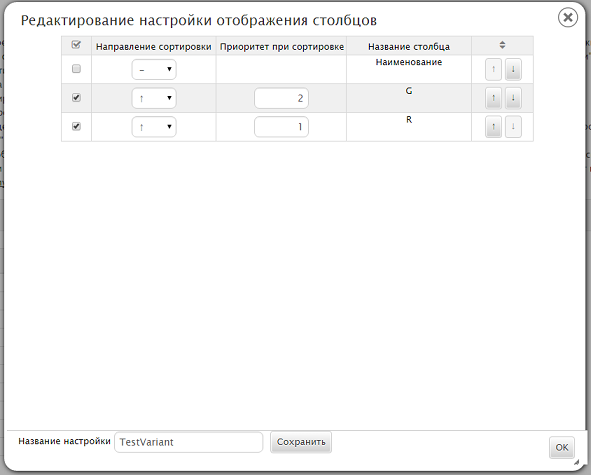 Редактирование настройки отображения столбцов
Направление сортировки Приоритет при сортировке Название столбца
– Наименование ↑ ↓
↑ 2 G ↑ ↓
↑ 1 R ↑ ↓
Название настройки TestVariant Сохранить
OK